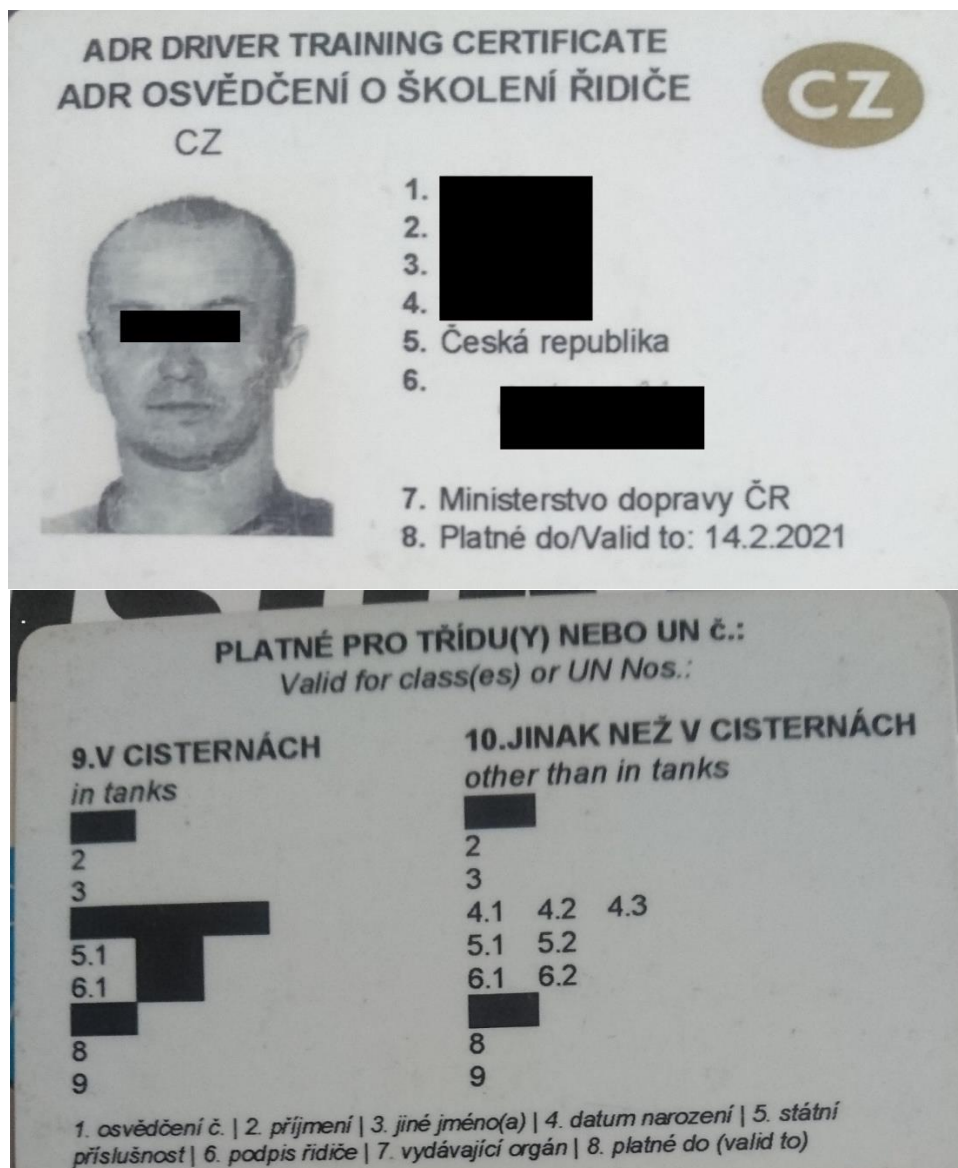 ADR DRIVER TRAINING CERTIFICATE
ADR OSVĚDČENÍ O ŠKOLENÍ ŘIDIČE
CZ
CZ
1.
2.
3.
4.
5. Česká republika
6.
7. Ministerstvo dopravy ČR
8. Platné do/Valid to: 14.2.2021
PLATNÉ PRO TŘÍDU(Y) NEBO UN č.:
Valid for class(es) or UN Nos.:
9.V CISTERNÁCH
in tanks
2
3
5.1
6.1
8
9
10.JINAK NEŽ V CISTERNÁCH
other than in tanks
2
3
4.1 4.2 4.3
5.1 5.2
6.1 6.2
8
9
1. osvědčení č. | 2. příjmení | 3. jiné jméno(a) | 4. datum narození | 5. státní
příslušnost | 6. podpis řidiče | 7. vydávající orgán | 8. platné do (valid to)